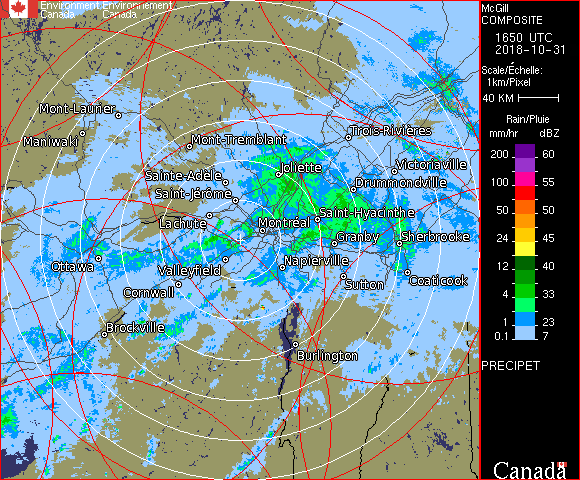 Environment Environnement
Canada Canada
McGill
COMPOSITE
1650 UTC
2018-10-31
Scale/Échelle:
1km/Pixel
40 KM
Rain/Pluie
mm/hr dBZ
200 60
100 55
50 50
24 45
12 40
4 33
1 23
0.1 7
PRECIPET
Canada
Mont-Laurier
Maniwaki
Mont-Tremblant
Trois-Rivières
Victoriaville
Joliette
Sainte-Adèle
Drummondville
Saint-Jérôme
Saint-Hyacinthe
Lachute
Montréal
Granby
Sherbrooke
Ottawa
Valleyfield
Napierville
Cornwall
Sutton
Coaticook
Brockville
Burlington